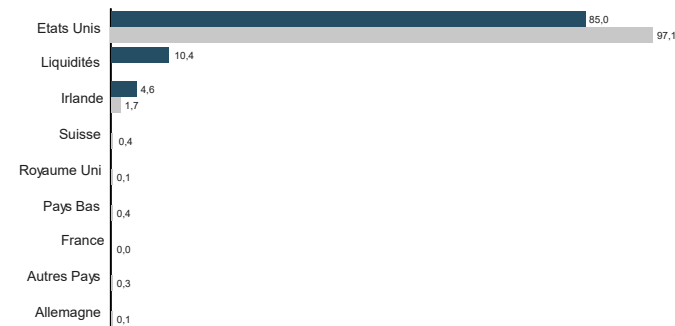 Etats Unis
85,0
97,1
Liquidités
10,4
Irlande
4,6
1,7
Suisse
0,4
Royaume Uni
0,1
Pays Bas
0,4
France
0,0
Autres Pays
0,3
Allemagne
0,1